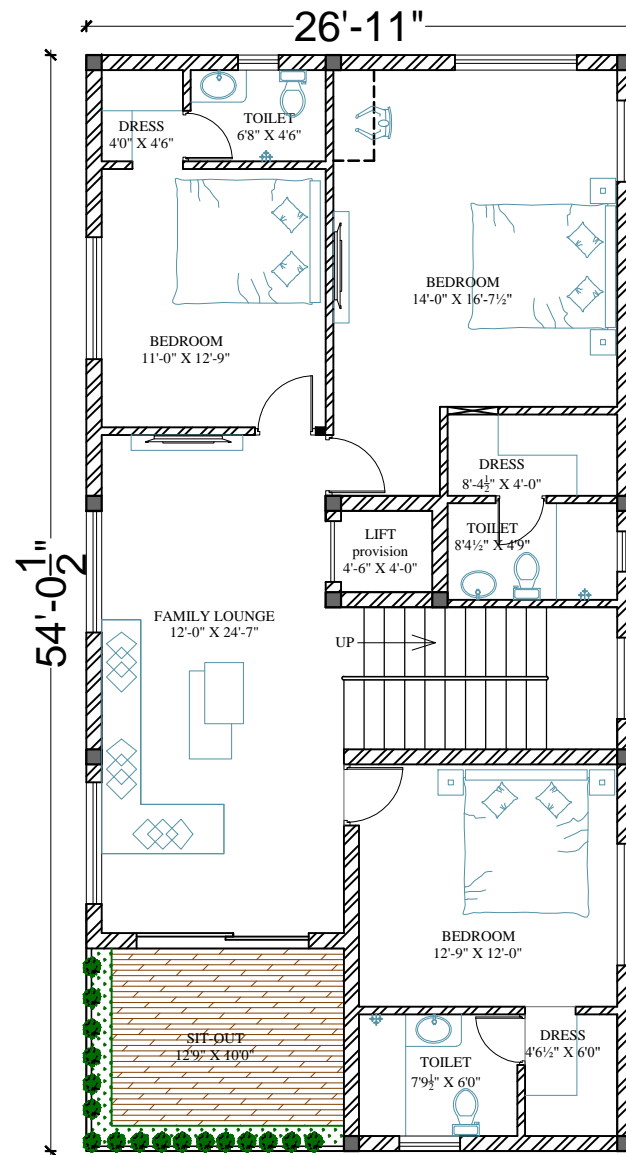 26'-11"
54'-0 1/2"
DRESS
4'0" X 4'6"
TOILET
6'8" X 4'6"
BEDROOM
14'-0" X 16'-7½"
BEDROOM
11'-0" X 12'-9"
DRESS
8'-4½" X 4'-0"
TOILET
8'4½" X 4'9"
LIFT
provision
4'-6" X 4'-0"
FAMILY LOUNGE
12'-0" X 24'-7"
UP
BEDROOM
12'-9" X 12'-0"
SIT-OUT
12'9" X 10'0"
TOILET
7'9½" X 6'0"
DRESS
4'6½" X 6'0"